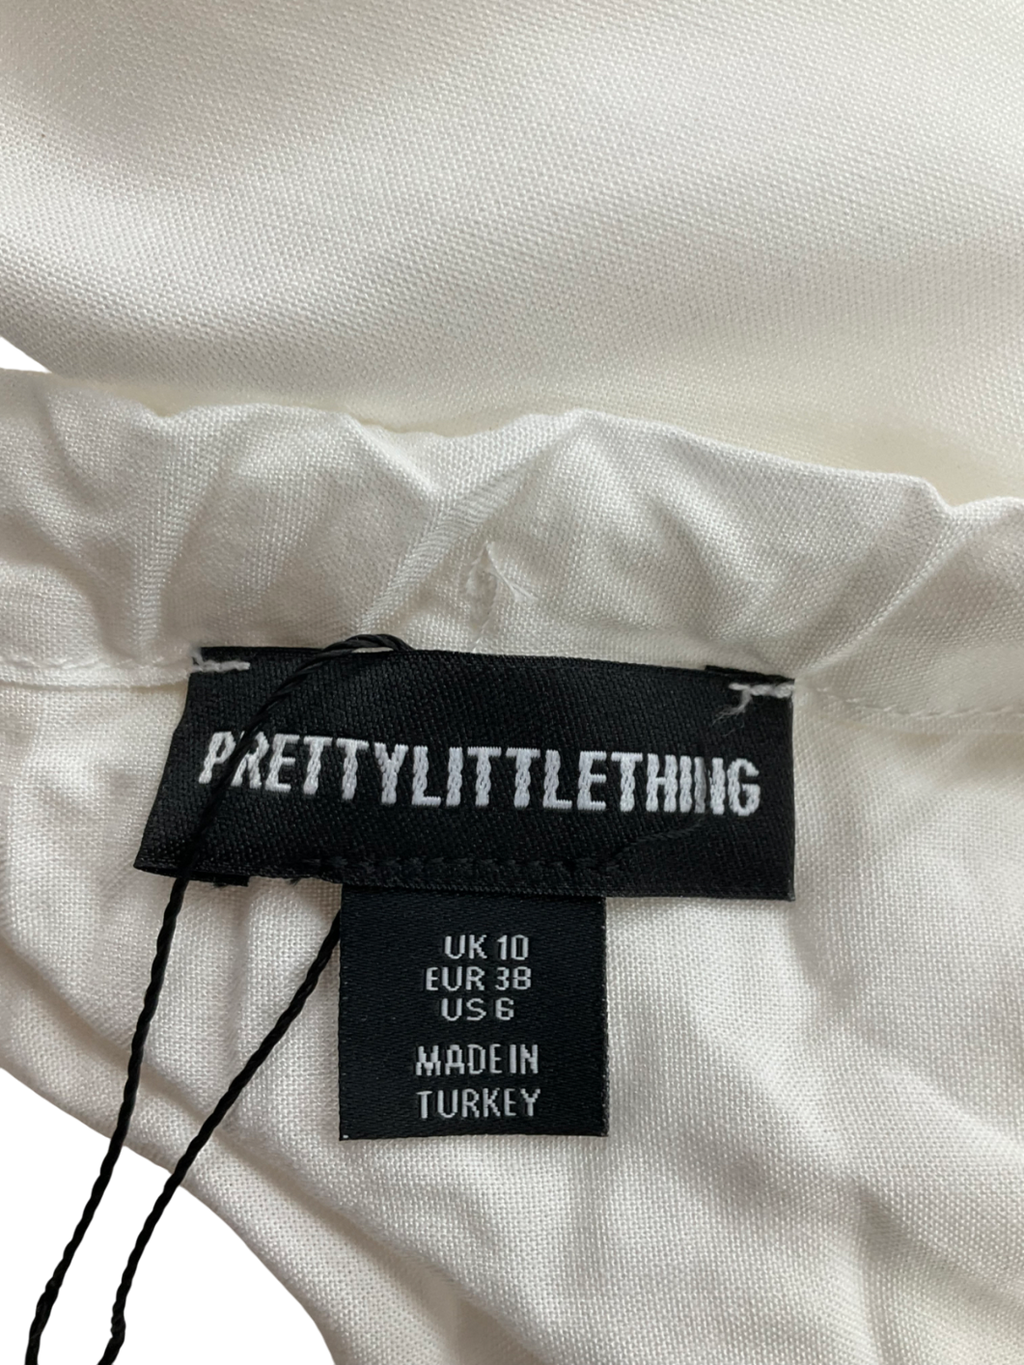 PRETTYLITTLETHING
UK 10
EUR 38
US 6
MADE IN
TURKEY